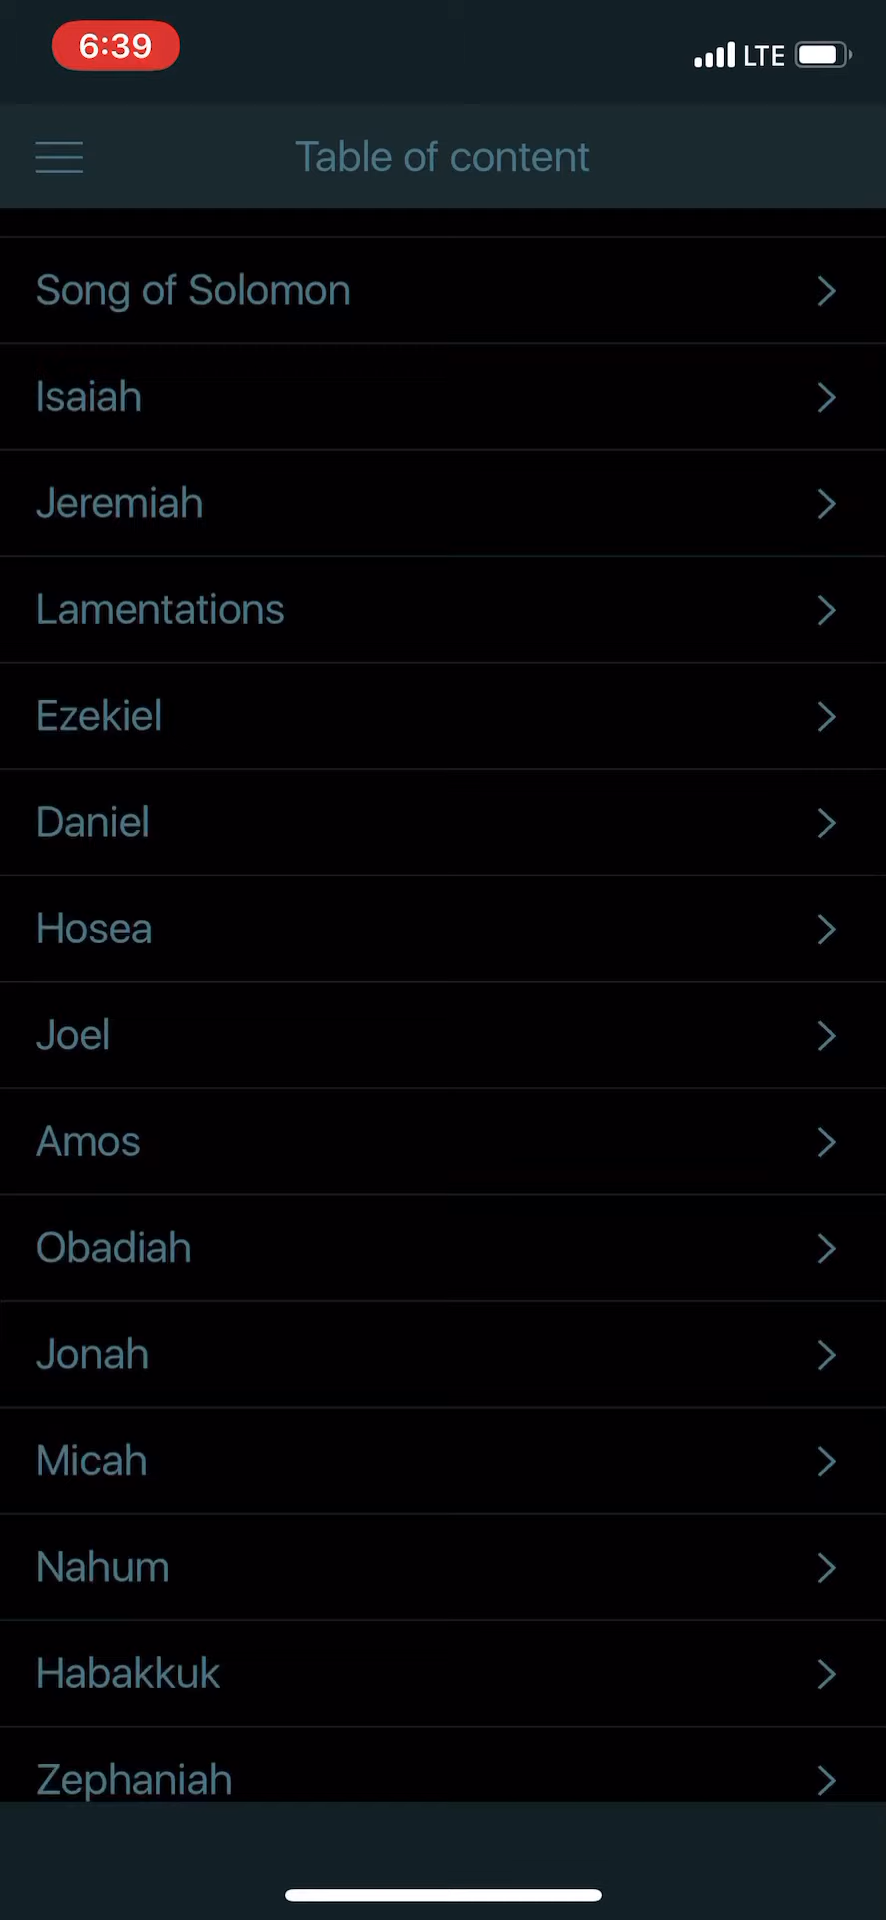 6:39
LTE
Table of content
Song of Solomon
Isaiah
Jeremiah
Lamentations
Ezekiel
Daniel
Hosea
Joel
Amos
Obadiah
Jonah
Micah
Nahum
Habakkuk
Zephaniah